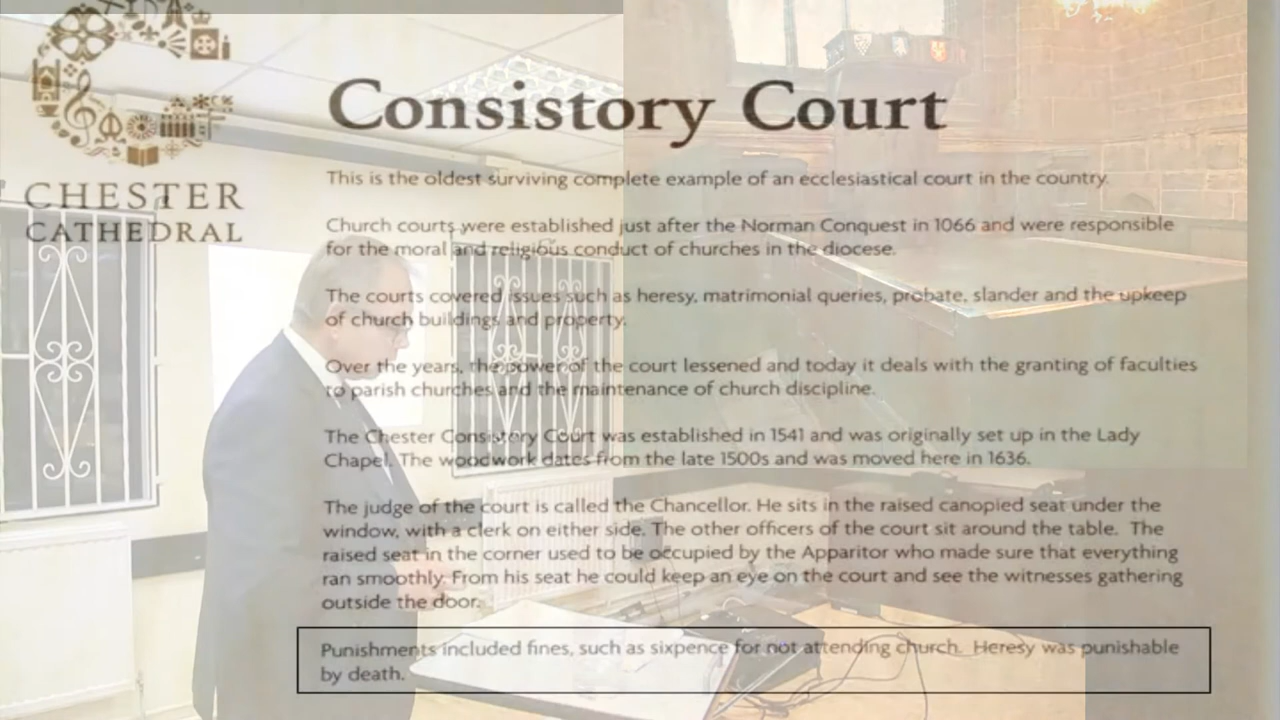 CHESTER
CATHEDRAL
Consistory Court
This is the oldest surviving complete example of an ecclesiastical court in the country.
Church courts were established just after the Norman Conquest in 1066 and were responsible
for the moral and religious conduct of churches in the diocese.
The courts covered issues such as heresy, matrimonial queries, probate, slander and the upkeep
of church buildings and property.
Over the years, the power of the court lessened and today it deals with the granting of faculties
to parish churches and the maintenance of church discipline.
The Chester Consistory Court was established in 1541 and was originally set up in the Lady
Chapel. The woodwork dates from the late 1500s and was moved here in 1636.
The judge of the court is called the Chancellor. He sits in the raised canopied seat under the
window, with a clerk on either side. The other officers of the court sit around the table. The
raised seat in the corner used to be occupied by the Apparitor who made sure that everything
ran smoothly. From his seat he could keep an eye on the court and see the witnesses gathering
outside the door.
Punishments included fines, such as sixpence for not attending church. Heresy was punishable
by death.